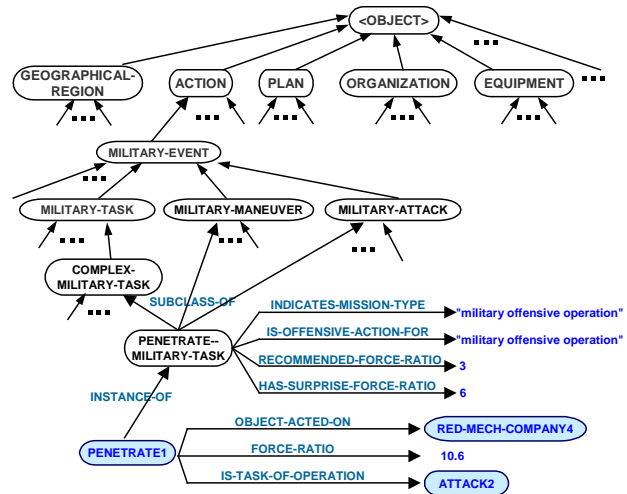 <OBJECT>
GEOGRAPHICAL-
REGION
ACTION
PLAN
ORGANIZATION
EQUIPMENT
MILITARY-EVENT
MILITARY-TASK
MILITARY-MANEUVER
MILITARY-ATTACK
COMPLEX-
MILITARY-TASK
SUBCLASS-OF
INDICATES-MISSION-TYPE
"military offensive operation"
IS-OFFENSIVE-ACTION-FOR
"military offensive operation"
PENETRATE--
MILITARY-TASK
RECOMMENDED-FORCE-RATIO
3
HAS-SURPRISE-FORCE-RATIO
6
INSTANCE-OF
OBJECT-ACTED-ON
RED-MECH-COMPANY4
PENETRATE1
FORCE-RATIO
10.6
IS-TASK-OF-OPERATION
ATTACK2